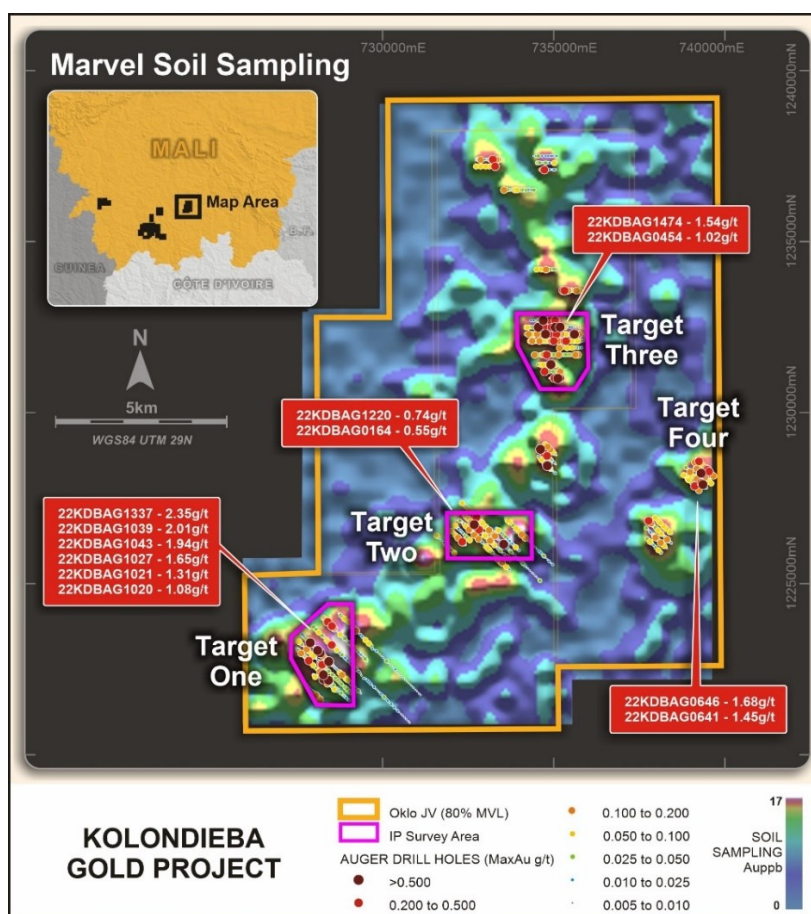 730000mE
735000mE
740000mE
Marvel Soil Sampling
1240000mN
MALI
Map Area
B.F.
GUINEA
CÔTE D'IVOIRE
1235000mN
22KDBAG1474 - 1.54g/t
22KDBAG0454 - 1.02g/t
N
5km
WGS84 UTM 29N
Target
Three
1230000mN
22KDBAG1220 - 0.74g/t
22KDBAG0164 - 0.55g/t
Target
Four
22KDBAG1337 - 2.35g/t
22KDBAG1039 - 2.01g/t
22KDBAG1043 - 1.94g/t
22KDBAG1027 - 1.65g/t
22KDBAG1021 - 1.31g/t
22KDBAG1020 - 1.08g/t
Target
Two
1225000mN
Target
One
22KDBAG0646 - 1.68g/t
22KDBAG0641 - 1.45g/t
KOLONDIEBA
GOLD PROJECT
Oklo JV (80% MVL)
IP Survey Area
AUGER DRILL HOLES (MaxAu g/t)
>0.500
0.200 to 0.500
0.100 to 0.200
0.050 to 0.100
0.025 to 0.050
0.010 to 0.025
0.005 to 0.010
17
SOIL
SAMPLING
Auppb
0